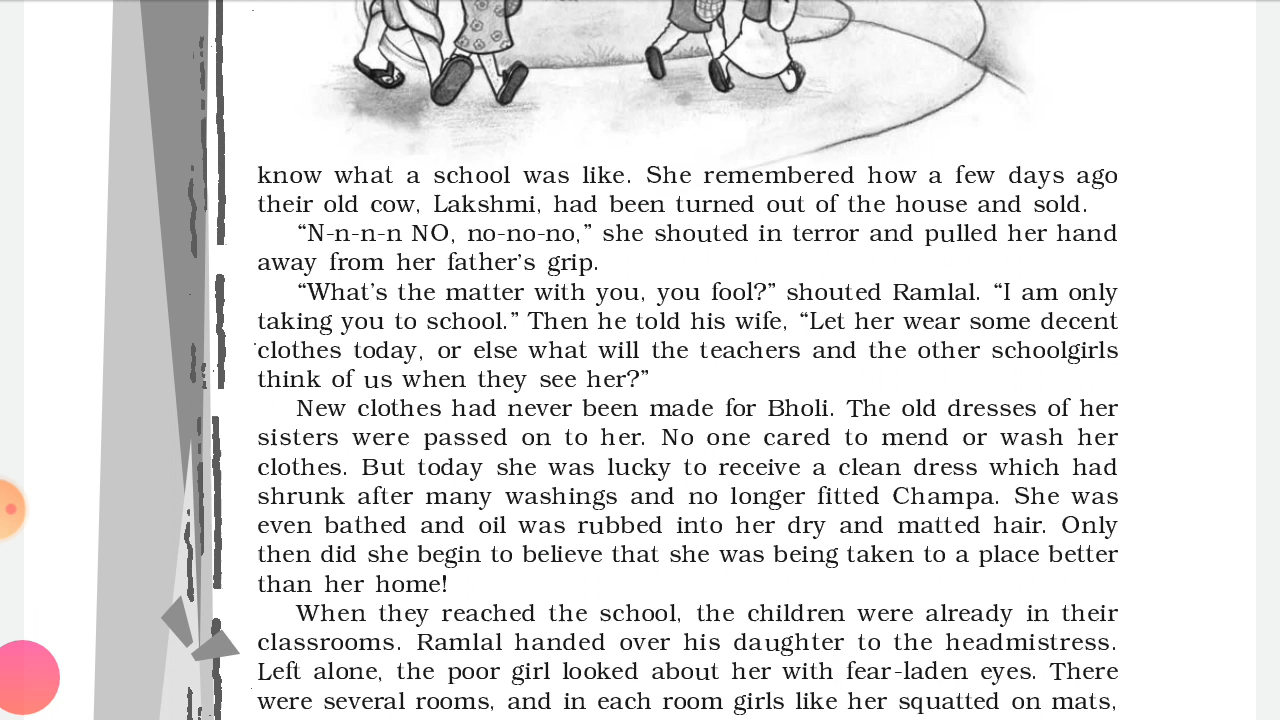 know what a school was like. She remembered how a few days ago
their old cow, Lakshmi, had been turned out of the house and sold.
“N-n-n-n NO, no-no-no,” she shouted in terror and pulled her hand
away from her father’s grip.
“What’s the matter with you, you fool?” shouted Ramlal. “I am only
taking you to school.” Then he told his wife, “Let her wear some decent
clothes today, or else what will the teachers and the other schoolgirls
think of us when they see her?”
New clothes had never been made for Bholi. The old dresses of her
sisters were passed on to her. No one cared to mend or wash her
clothes. But today she was lucky to receive a clean dress which had
shrunk after many washings and no longer fitted Champa. She was
even bathed and oil was rubbed into her dry and matted hair. Only
then did she begin to believe that she was being taken to a place better
than her home!
When they reached the school, the children were already in their
classrooms. Ramlal handed over his daughter to the headmistress.
Left alone, the poor girl looked about her with fear-laden eyes. There
were several rooms, and in each room girls like her squatted on mats,